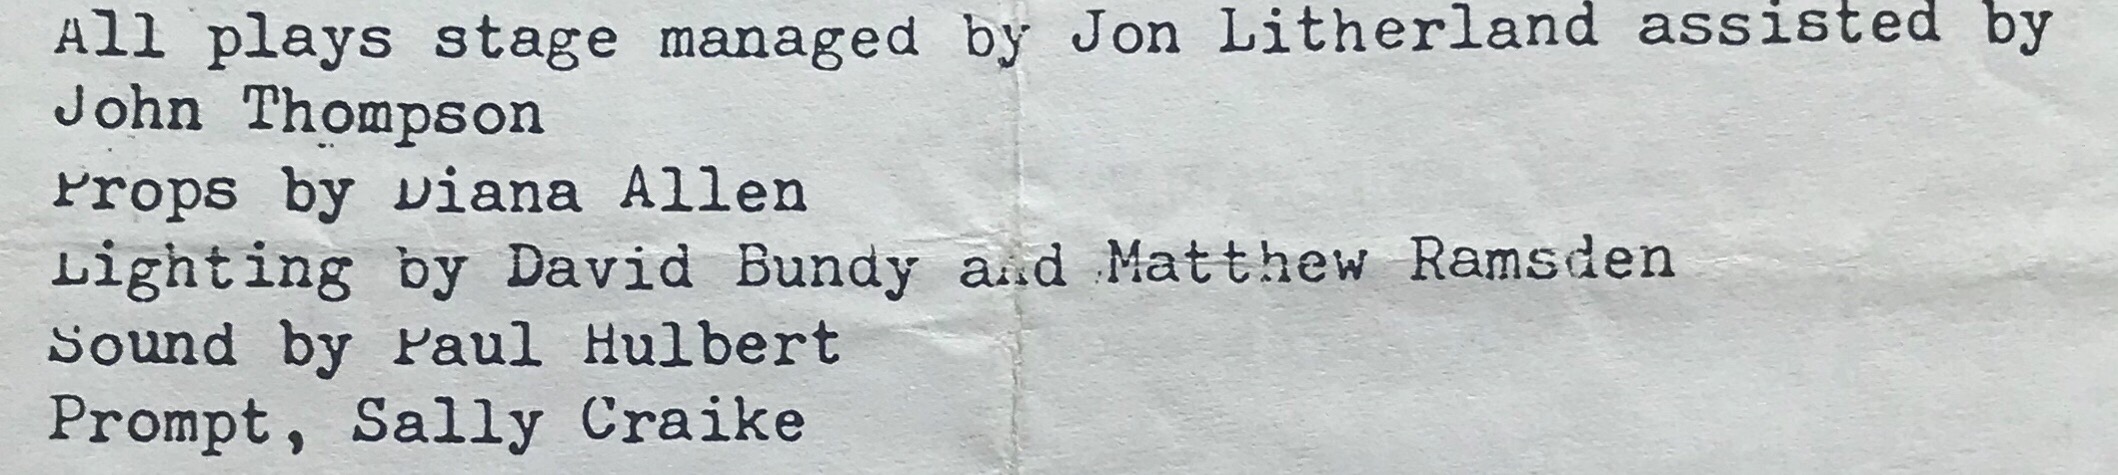 All plays stage managed by Jon Litherland assisted by
John Thompson
Props by Diana Allen
Lighting by David Bundy and Matthew Ramsden
Sound by Paul Hulbert
Prompt, Sally Craike